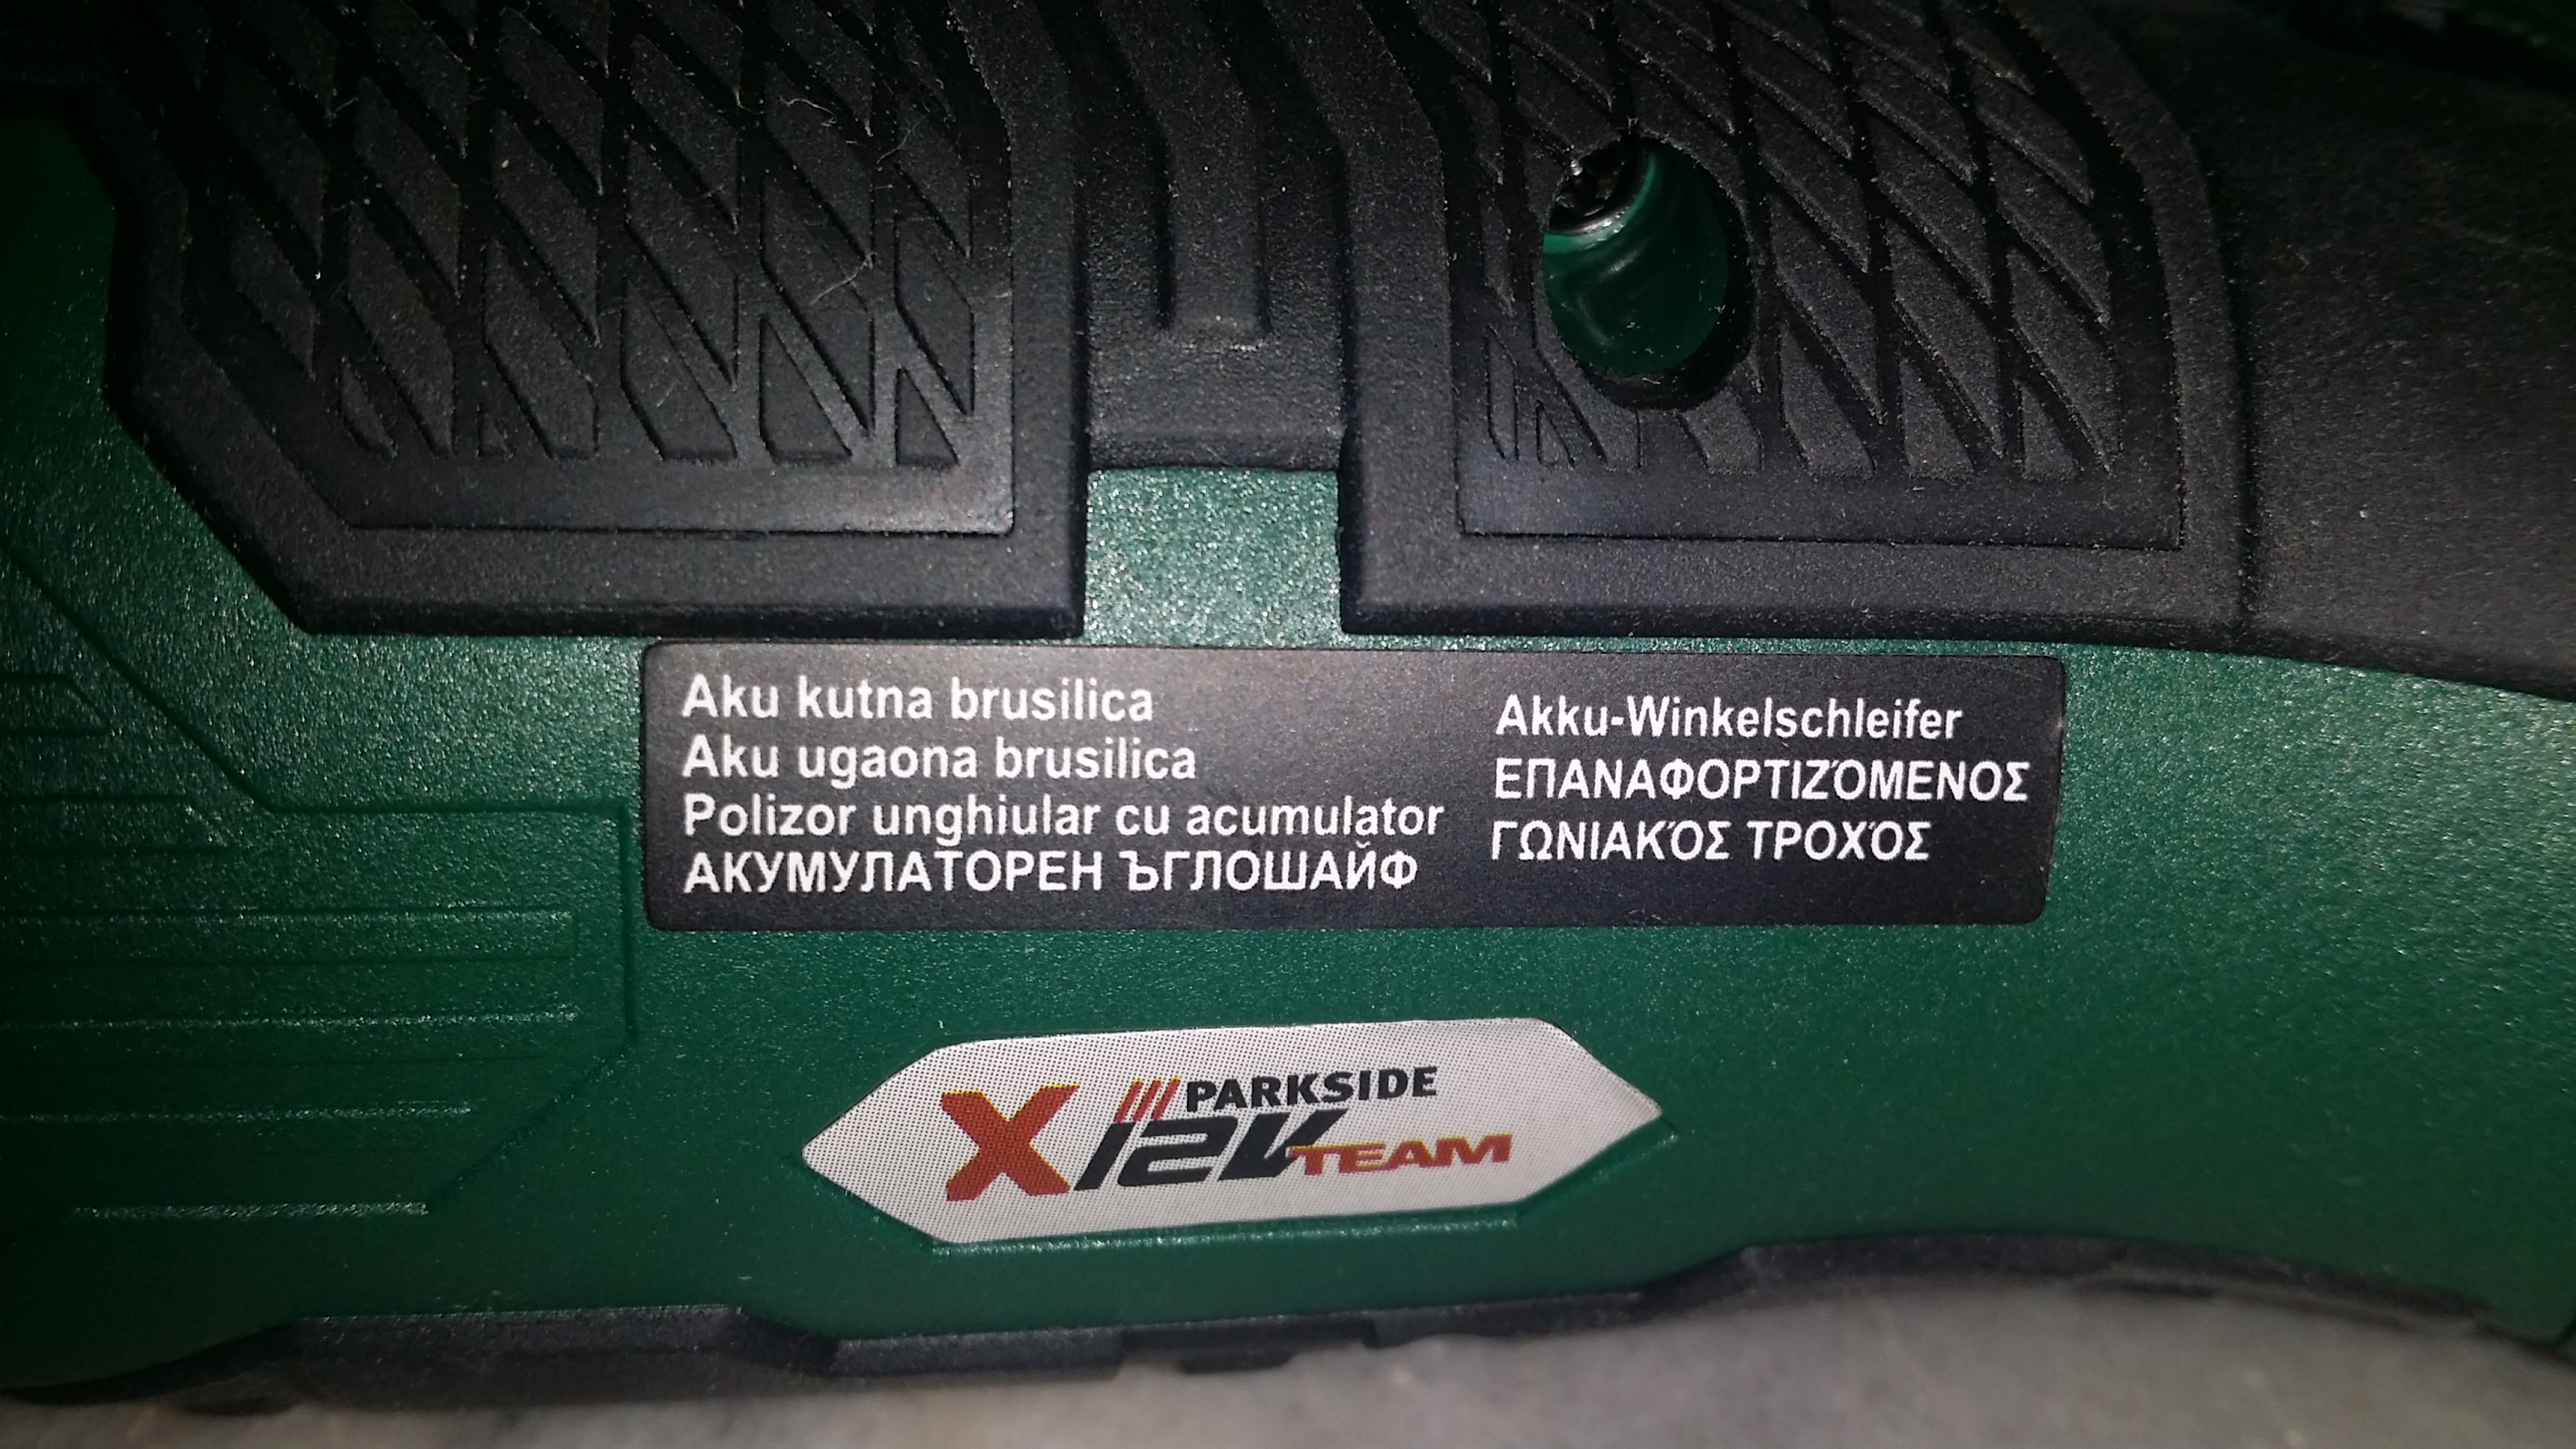 Aku kutna brusilica
Aku ugaona brusilica
Polizor unghiular cu acumulator
АКУМУЛАТОРЕН ЪГЛОШАЙФ
Akku-Winkelschleifer
ΕΠΑΝΑΦΟΡΤΙΖΌΜΕΝΟΣ
ΓΩΝΙΑΚΌΣ ΤΡΟΧΌΣ
PARKSIDE
X12V TEAM